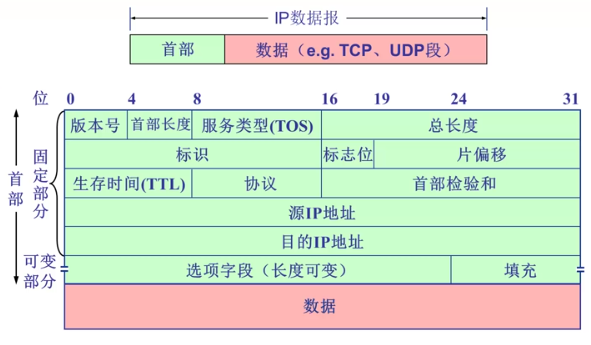 IP数据报
首部 数据（e.g. TCP、UDP段）
位 0 4 8 16 19 24 31
版本号 首部长度 服务类型(TOS) 总长度
标识 标志位 片偏移
生存时间(TTL) 协议 首部检验和
源IP地址
目的IP地址
选项字段（长度可变） 填充
数据
首部
固定部分
可变
部分